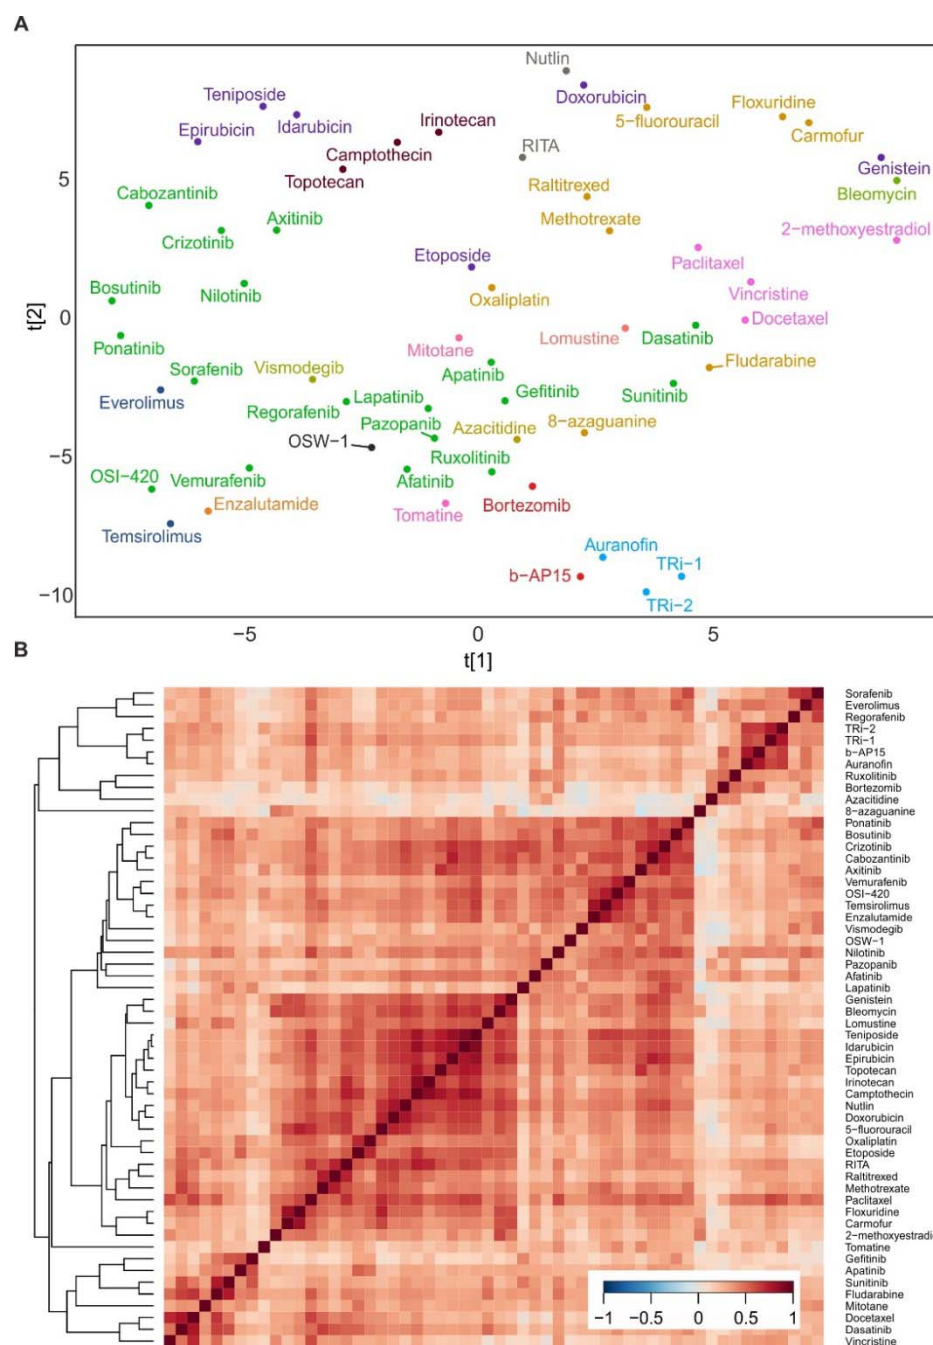 A
Nutlin
Teniposide
Doxorubicin
Floxuridine
Epirubicin
Idarubicin
Irinotecan
5−fluorouracil
Carmofur
Camptothecin
RITA
Topotecan
Genistein
5
Cabozantinib
Axitinib
Raltitrexed
Bleomycin
Crizotinib
Methotrexate
2−methoxyestradiol
Etoposide
Paclitaxel
Bosutinib
Nilotinib
Oxaliplatin
Vincristine
t[2]
0
Docetaxel
Ponatinib
Mitotane
Lomustine
Dasatinib
Sorafenib
Vismodegib
Apatinib
Fludarabine
Everolimus
Regorafenib
Lapatinib
Gefitinib
Sunitinib
Pazopanib
Azacitidine
8−azaguanine
OSW−1
−5
Ruxolitinib
OSI−420
Vemurafenib
Afatinib
Enzalutamide
Tomatine
Bortezomib
Temsirolimus
Auranofin
b−AP15
TRi−1
−10
TRi−2
−5 0 5
t[1]
B
Sorafenib
Everolimus
Regorafenib
TRi−2
TRi−1
b−AP15
Auranofin
Ruxolitinib
Bortezomib
Azacitidine
8−azaguanine
Ponatinib
Bosutinib
Crizotinib
Cabozantinib
Axitinib
Vemurafenib
OSI−420
Temsirolimus
Enzalutamide
Vismodegib
OSW−1
Nilotinib
Pazopanib
Afatinib
Lapatinib
Genistein
Bleomycin
Lomustine
Teniposide
Idarubicin
Epirubicin
Topotecan
Irinotecan
Camptothecin
Nutlin
Doxorubicin
5−fluorouracil
Oxaliplatin
Etoposide
RITA
Raltitrexed
Methotrexate
Paclitaxel
Floxuridine
Carmofur
2−methoxyestradi
Tomatine
Gefitinib
Apatinib
Sunitinib
Fludarabine
Mitotane
Docetaxel
Dasatinib
Vincristine
−1 −0.5 0 0.5 1